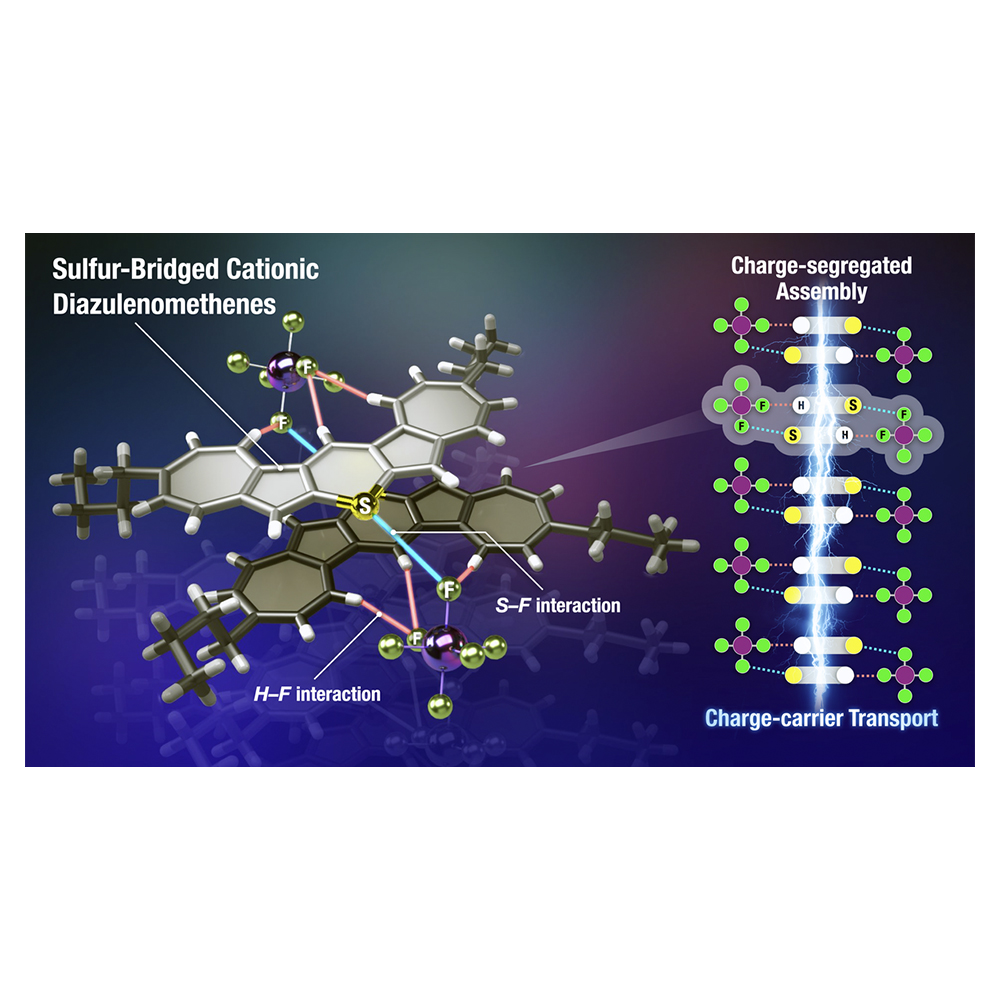 Sulfur-Bridged Cationic
Diazulenomethenes
F
F
S
F
F
S–F interaction
H–F interaction
Charge-segregated
Assembly
F
H
S
F
F
S
H
F
F
Charge-carrier Transport